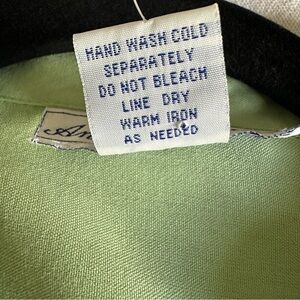 HAND WASH COLD
SEPARATELY
DO NOT BLEACH
LINE DRY
WARM IRON
AS NEEDED